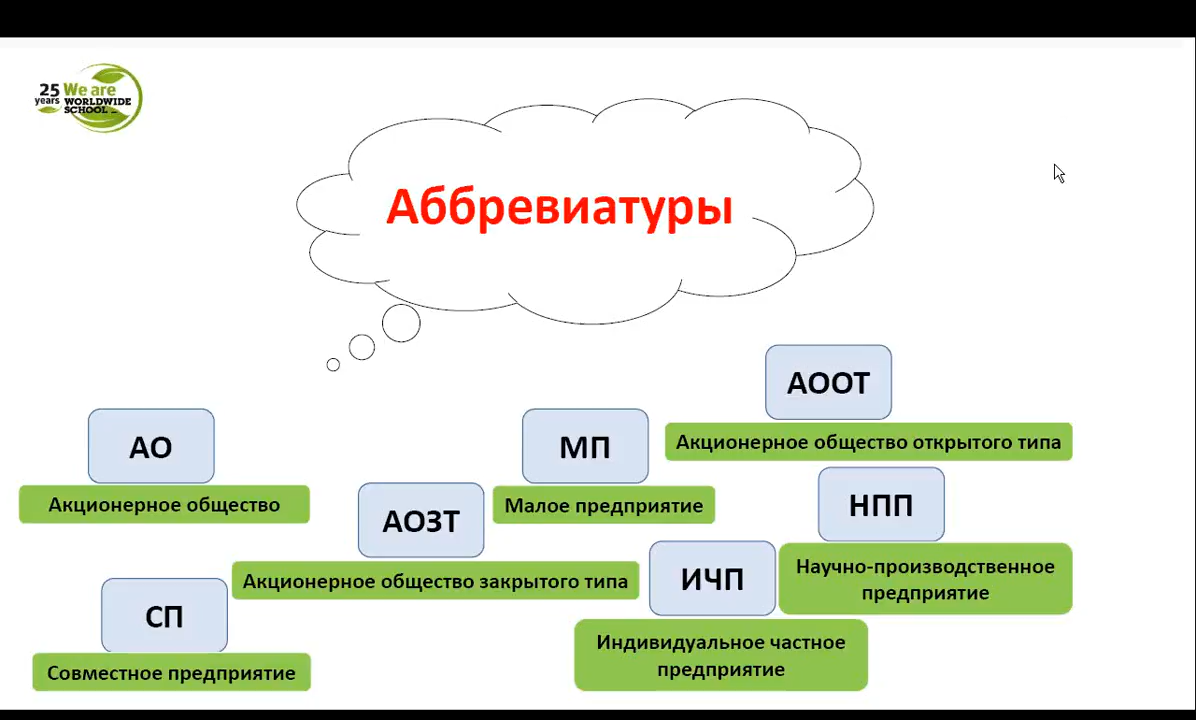 25 We are
years WORLDWIDE
SCHOOL ...
Аббревиатуры
АООТ
Акционерное общество открытого типа
АО
Акционерное общество
МП
Малое предприятие
НПП
Научно-производственное
предприятие
АОЗТ
Акционерное общество закрытого типа
ИЧП
Индивидуальное частное
предприятие
СП
Совместное предприятие